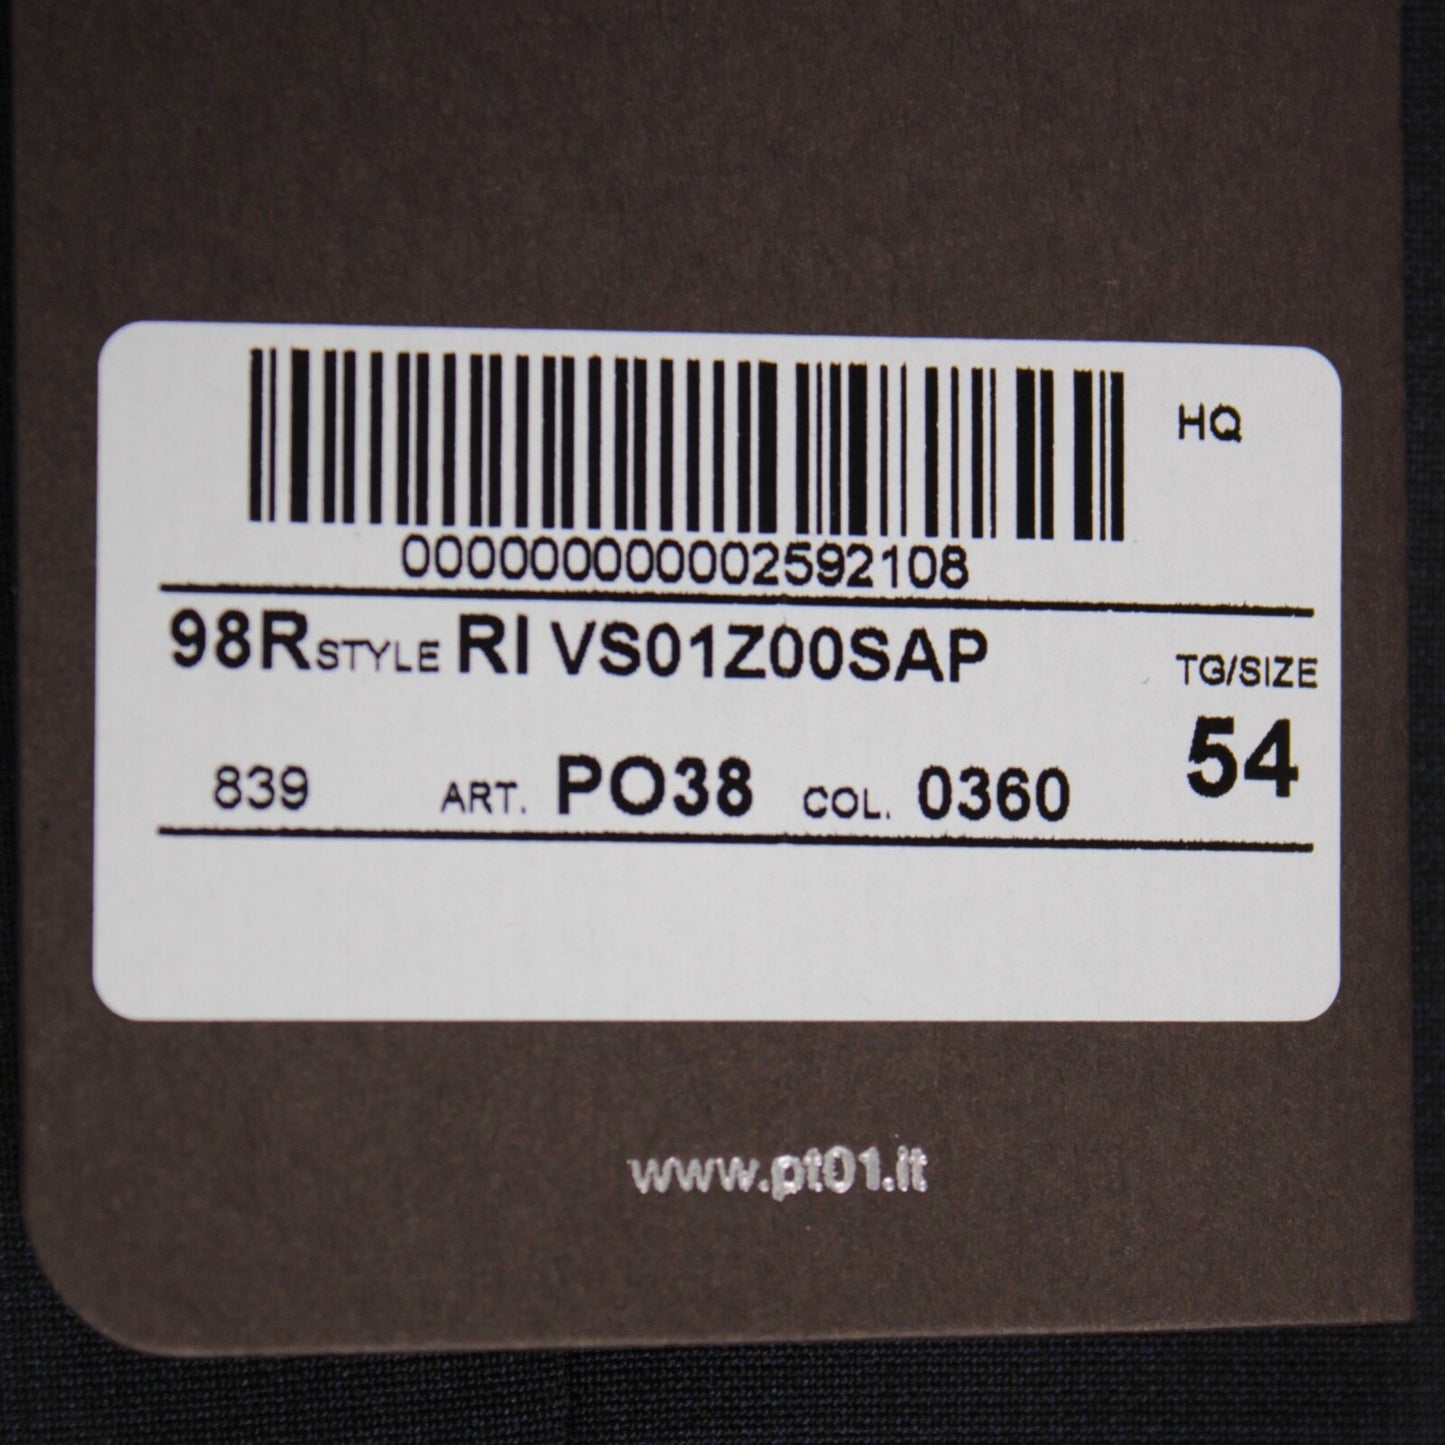 HQ
000000000002592108
98R STYLE RI VS01Z00SAP
TG/SIZE
54
839 ART. PO38 COL. 0360
www.pt01.it